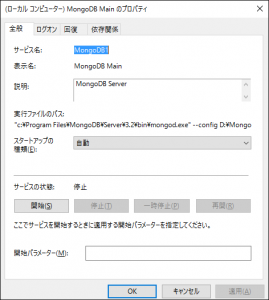 (ローカル コンピューター) MongoDB Main のプロパティ
全般 ログオン 回復 依存関係
サービス名: MongoDB1
表示名: MongoDB Main
説明: MongoDB Server
実行ファイルのパス:
"c:\Program Files\MongoDB\Server\3.2\bin\mongod.exe" --config D:\Mongo
スタートアップの
種類(E): 自動
サービスの状態: 停止
開始(S) 停止(T) 一時停止(P) 再開(R)
ここでサービスを開始するときに適用する開始パラメーターを指定してください。
開始パラメーター(M):
OK キャンセル 適用(A)